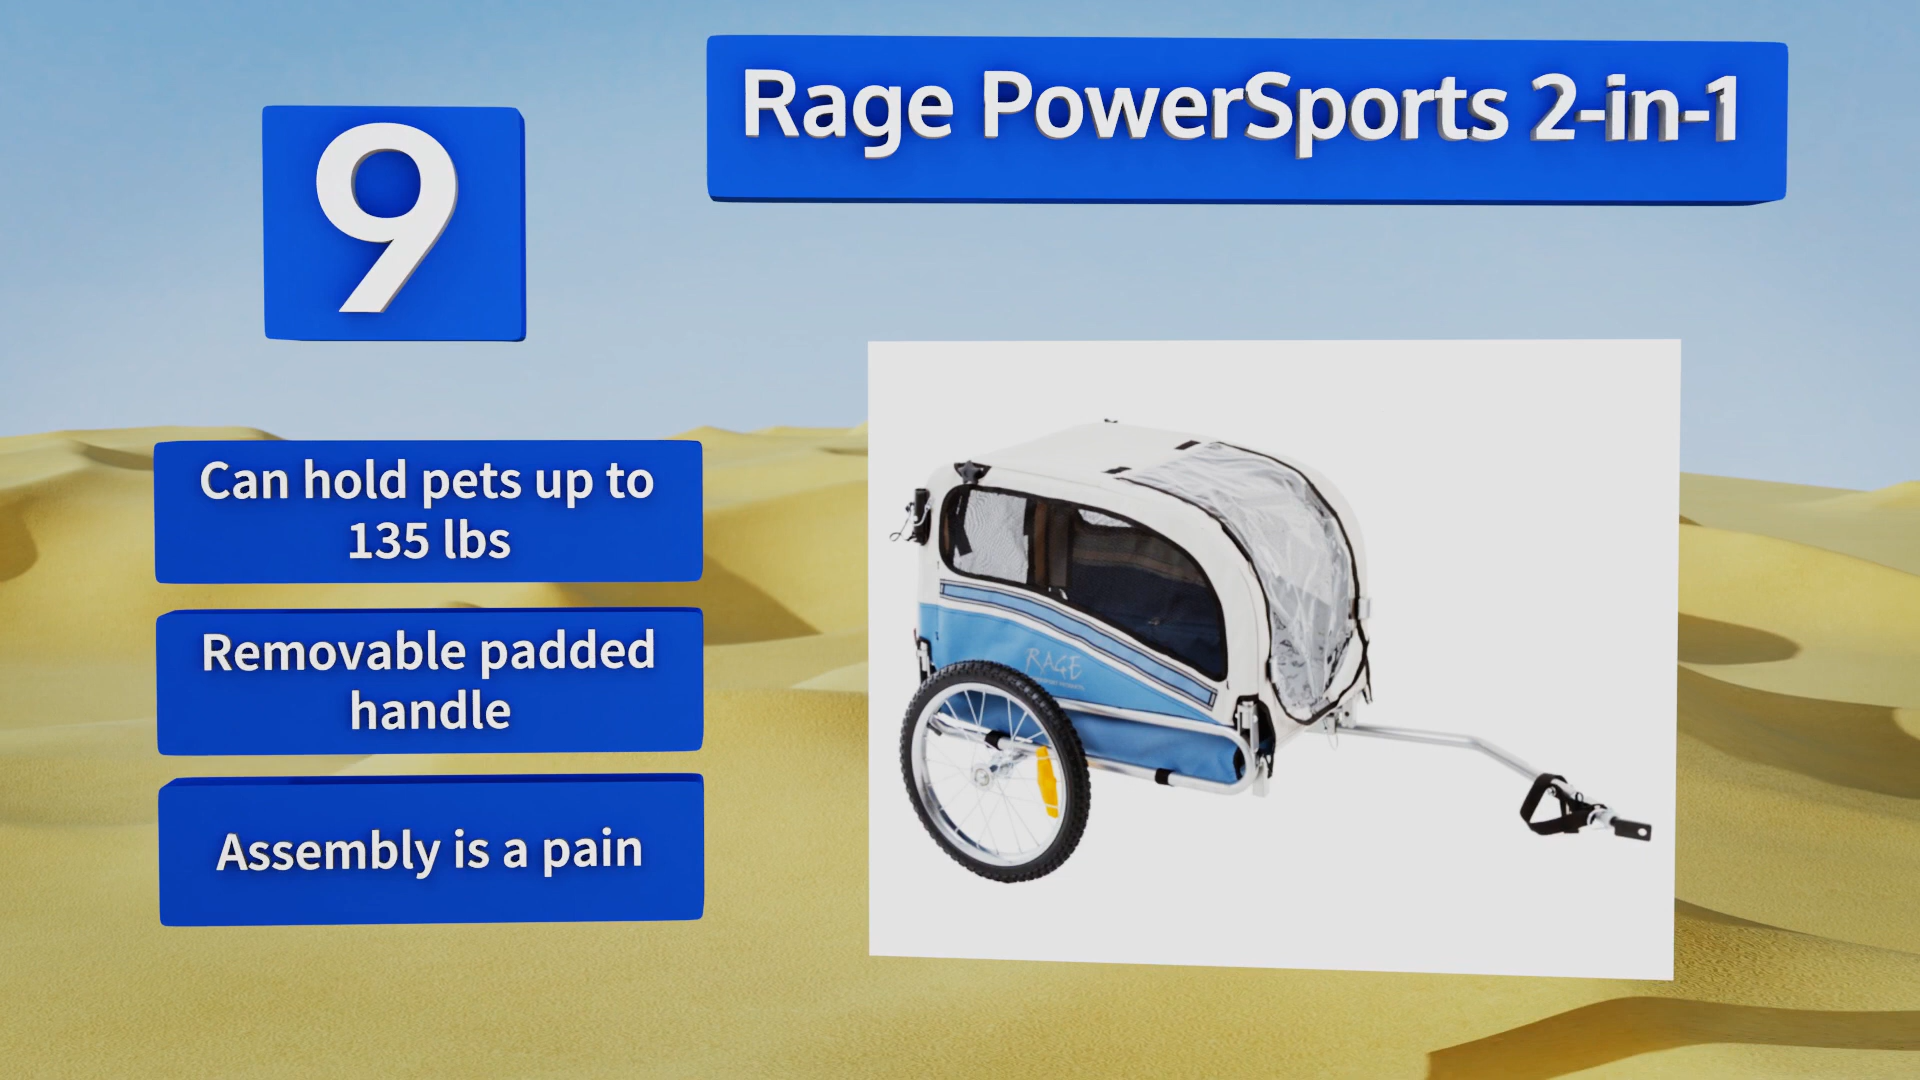 9
Rage PowerSports 2-in-1
Can hold pets up to
135 lbs
Removable padded
handle
Assembly is a pain
RAGE